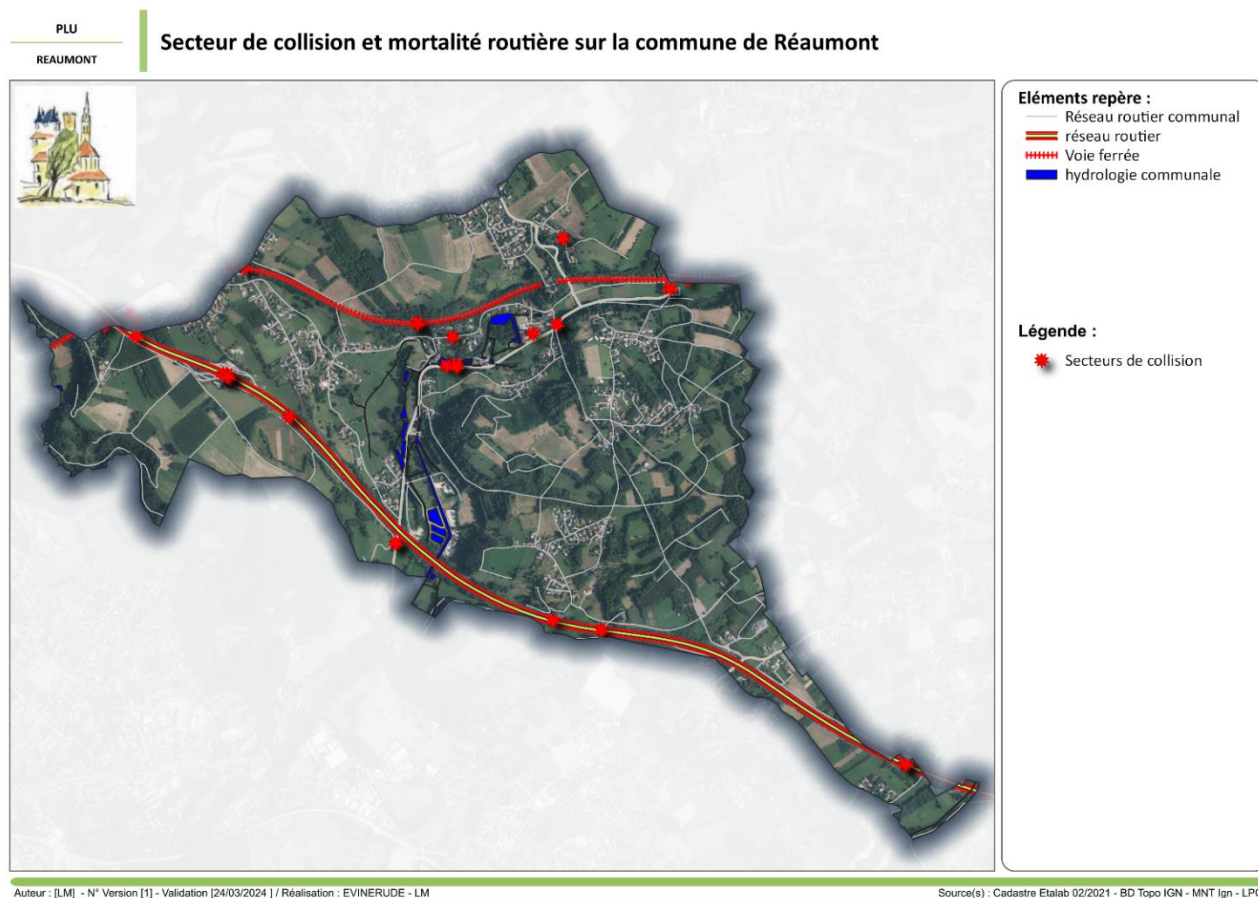 PLU
REAUMONT
Secteur de collision et mortalité routière sur la commune de Réaumont
Eléments repère :
Réseau routier communal
réseau routier
Voie ferrée
hydrologie communale
Légende :
Secteurs de collision
Auteur : [LM] - N° Version [1] - Validation [24/03/2024 ] / Réalisation : EVINERUDE - LM
Source(s) : Cadastre Etalab 02/2021 - BD Topo IGN - MNT Ign - LPO